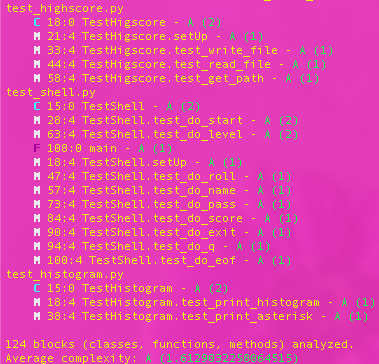 test_highscore.py
C 18:0 TestHigscore - A (2)
M 21:4 TestHigscore.setUp - A (1)
M 33:4 TestHigscore.test_write_file - A (1)
M 44:4 TestHigscore.test_read_file - A (1)
M 58:4 TestHigscore.test_get_path - A (1)
test_shell.py
C 15:0 TestShell - A (2)
M 28:4 TestShell.test_do_start - A (2)
M 63:4 TestShell.test_do_level - A (2)
F 108:0 main - A (1)
M 18:4 TestShell.setUp - A (1)
M 47:4 TestShell.test_do_roll - A (1)
M 57:4 TestShell.test_do_name - A (1)
M 73:4 TestShell.test_do_pass - A (1)
M 84:4 TestShell.test_do_score - A (1)
M 90:4 TestShell.test_do_exit - A (1)
M 94:4 TestShell.test_do_q - A (1)
M 100:4 TestShell.test_do_eof - A (1)
test_histogram.py
C 15:0 TestHistogram - A (2)
M 18:4 TestHistogram.test_print_histogram - A (1)
M 38:4 TestHistogram.test_print_asterisk - A (1)
124 blocks (classes, functions, methods) analyzed.
Average complexity: A (1.6129032258064515)